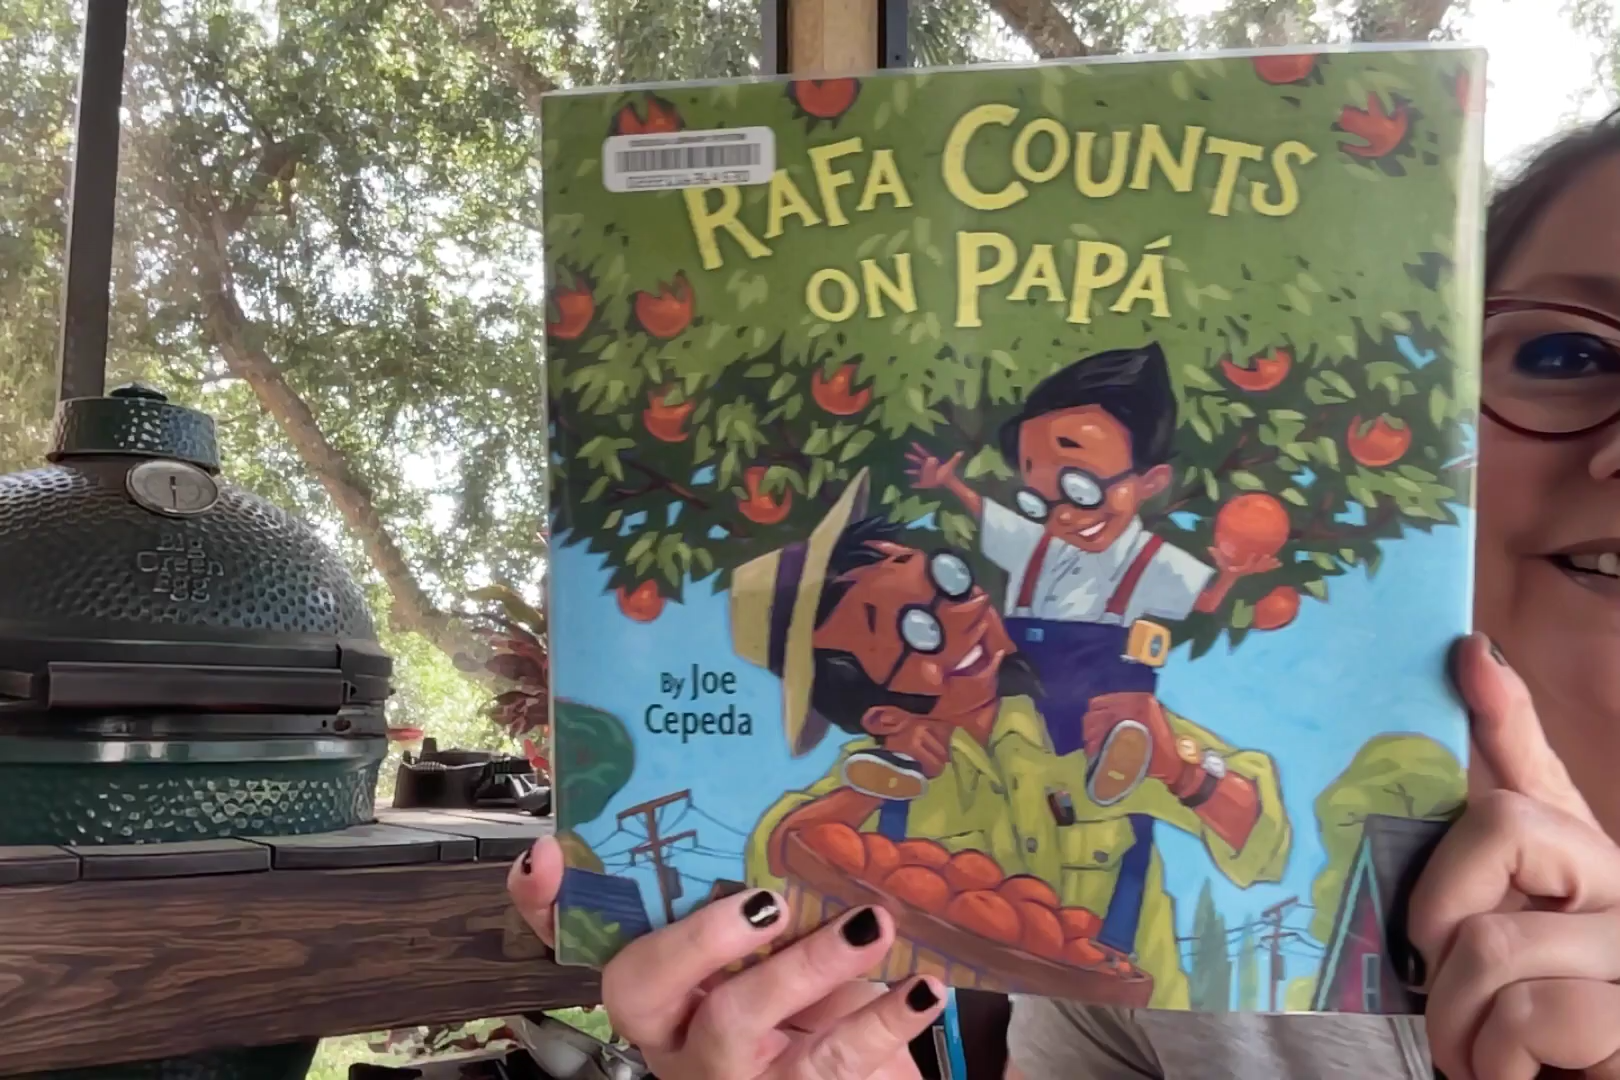 RAFA COUNTS
ON PAPÁ
By Joe
Cepeda
Big
Green
Egg